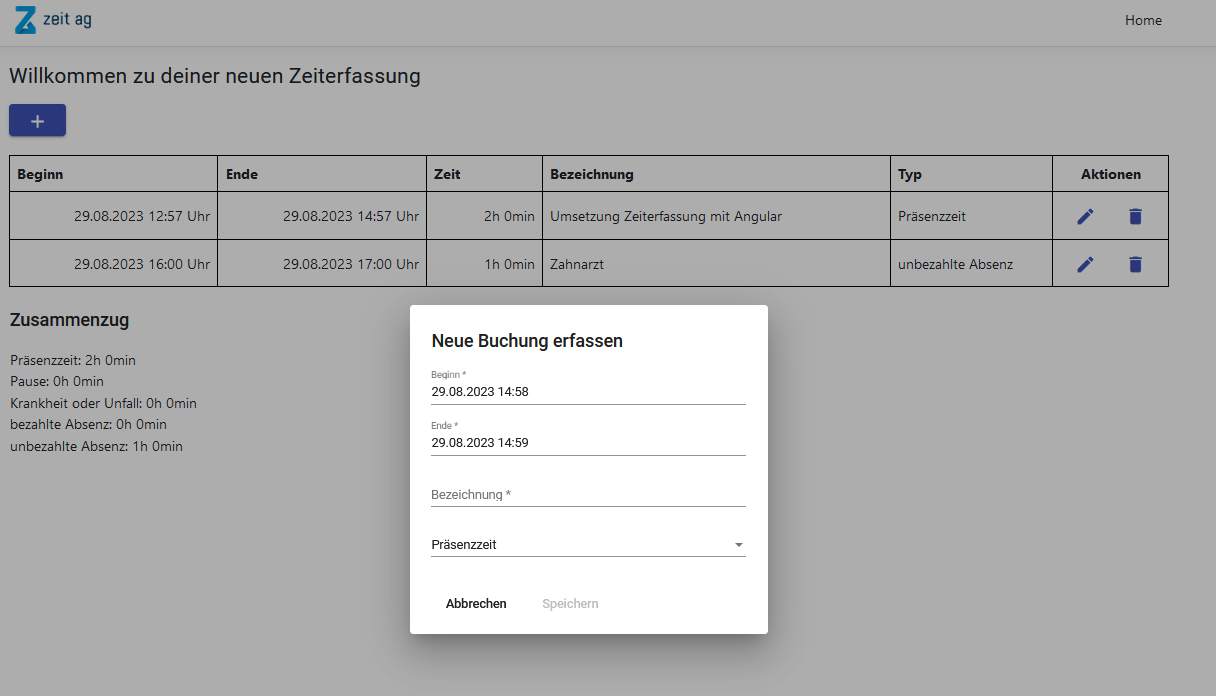 zeit ag
Home
Willkommen zu deiner neuen Zeiterfassung
+
Beginn Ende Zeit Bezeichnung Typ Aktionen
29.08.2023 12:57 Uhr 29.08.2023 14:57 Uhr 2h 0min Umsetzung Zeiterfassung mit Angular Präsenzzeit
29.08.2023 16:00 Uhr 29.08.2023 17:00 Uhr 1h 0min Zahnarzt unbezahlte Absenz
Zusammenzug
Präsenzzeit: 2h 0min
Pause: 0h 0min
Krankheit oder Unfall: 0h 0min
bezahlte Absenz: 0h 0min
unbezahlte Absenz: 1h 0min
Neue Buchung erfassen
Beginn *
29.08.2023 14:58
Ende *
29.08.2023 14:59
Bezeichnung *
Präsenzzeit
Abbrechen Speichern